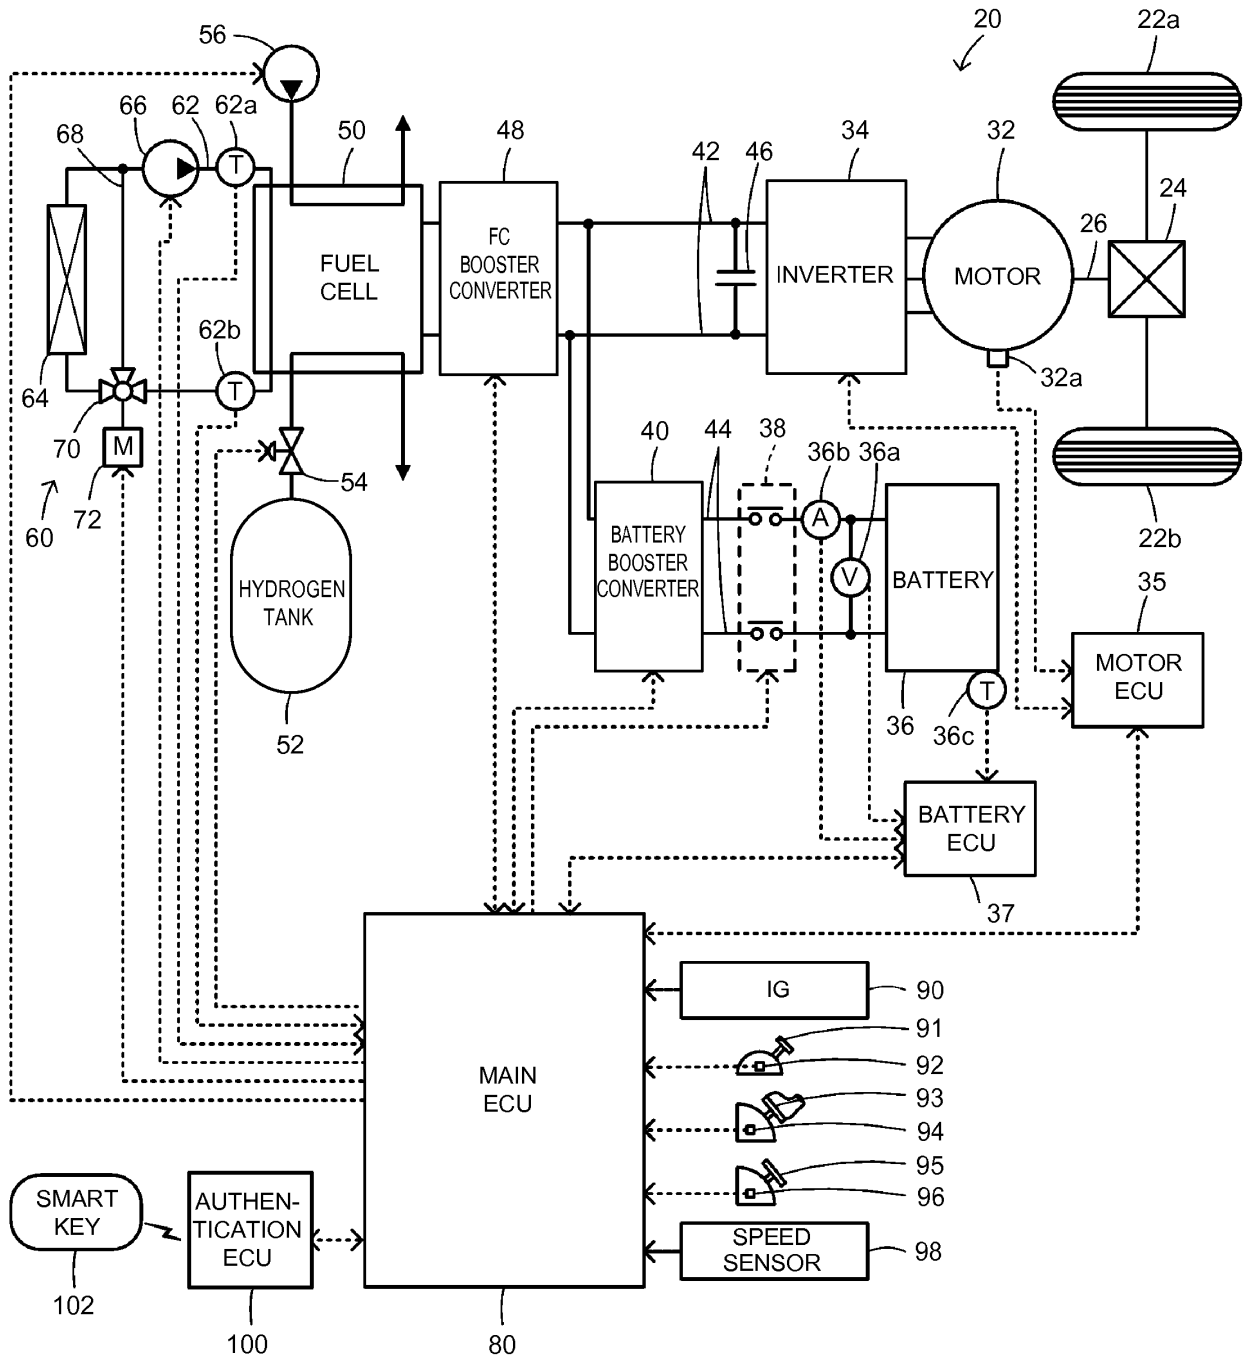 56
20
22a
66
62
62a
68
50
48
42
46
34
32
24
26
T
FUEL
CELL
FC
BOOSTER
CONVERTER
INVERTER
MOTOR
62b
T
64
70
M
72
60
54
32a
40
44
38
36b
36a
22b
A
V
BATTERY
BOOSTER
CONVERTER
BATTERY
HYDROGEN
TANK
35
MOTOR
ECU
36
T
36c
52
BATTERY
ECU
37
IG
90
91
92
93
94
95
96
MAIN
ECU
SMART
KEY
AUTHEN-
TICATION
ECU
SPEED
SENSOR
98
102
100
80